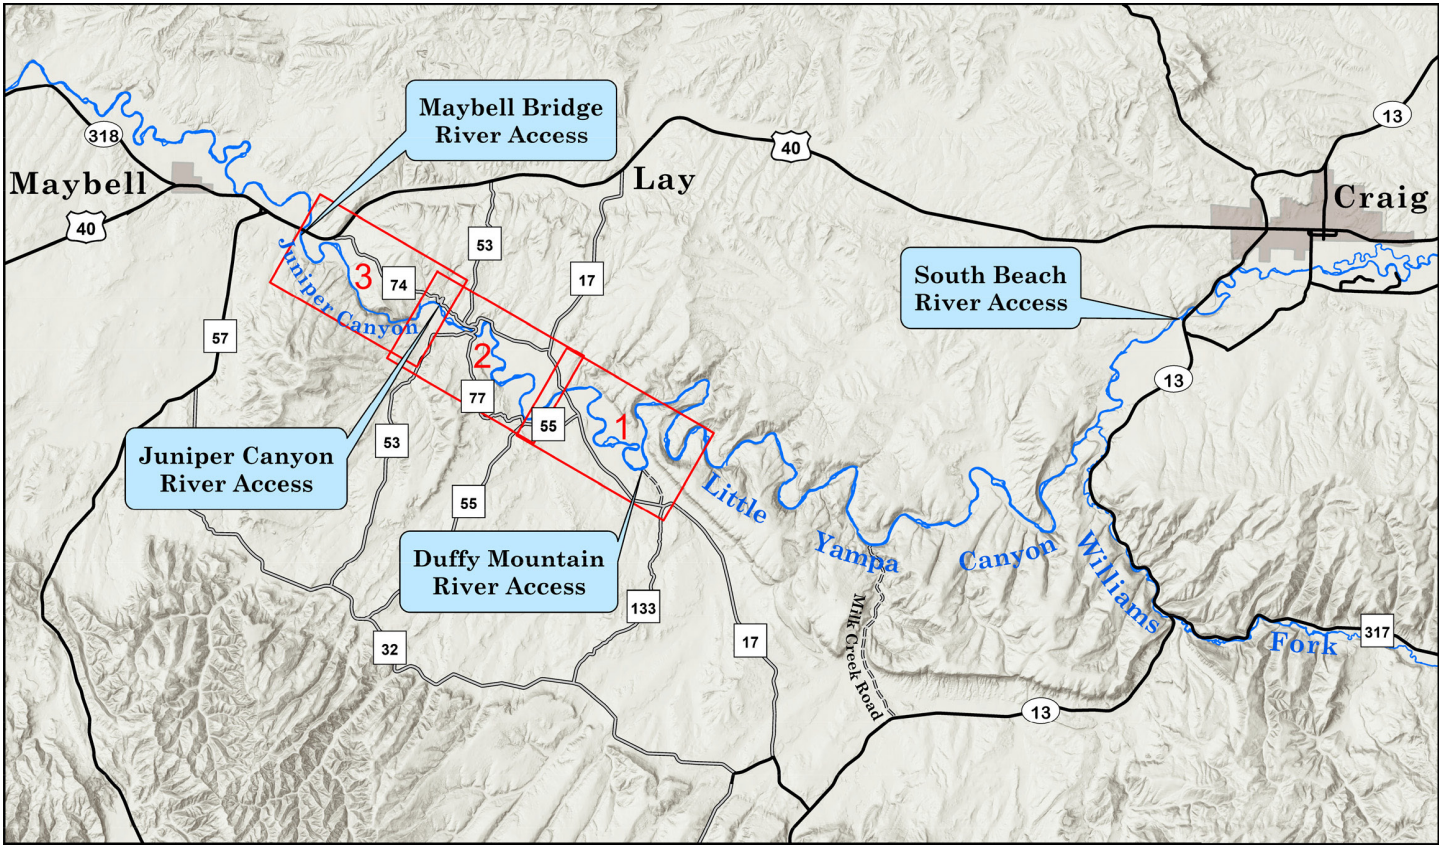 13
318
Maybell Bridge
River Access
40
Maybell
Lay
Craig
40
53
Juniper Canyon
3
74
17
South Beach
River Access
57
2
77
13
55
1
53
Juniper Canyon
River Access
Little
Yampa
Canyon
55
Duffy Mountain
River Access
Williams
Fork
133
Milk Creek Road
17
317
32
13